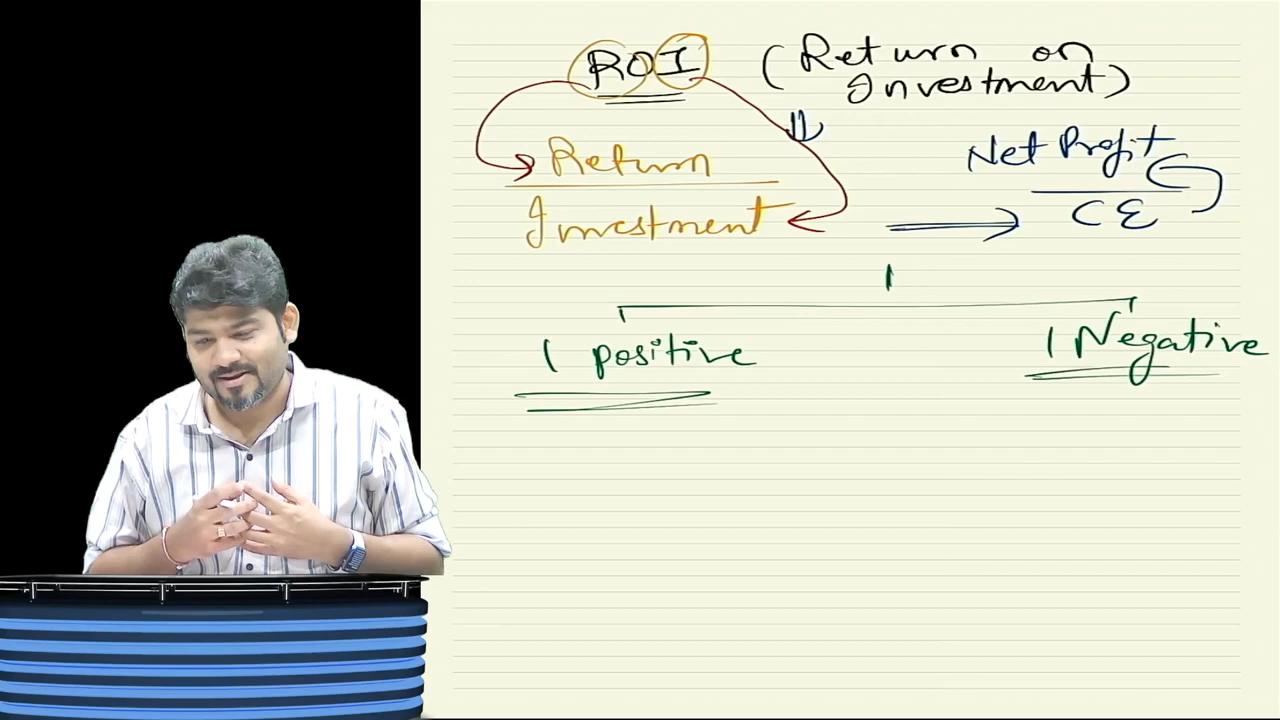 ROI (Return on
Investment)
Return
Investment
Net Profit
CE
1 positive
1 Negative